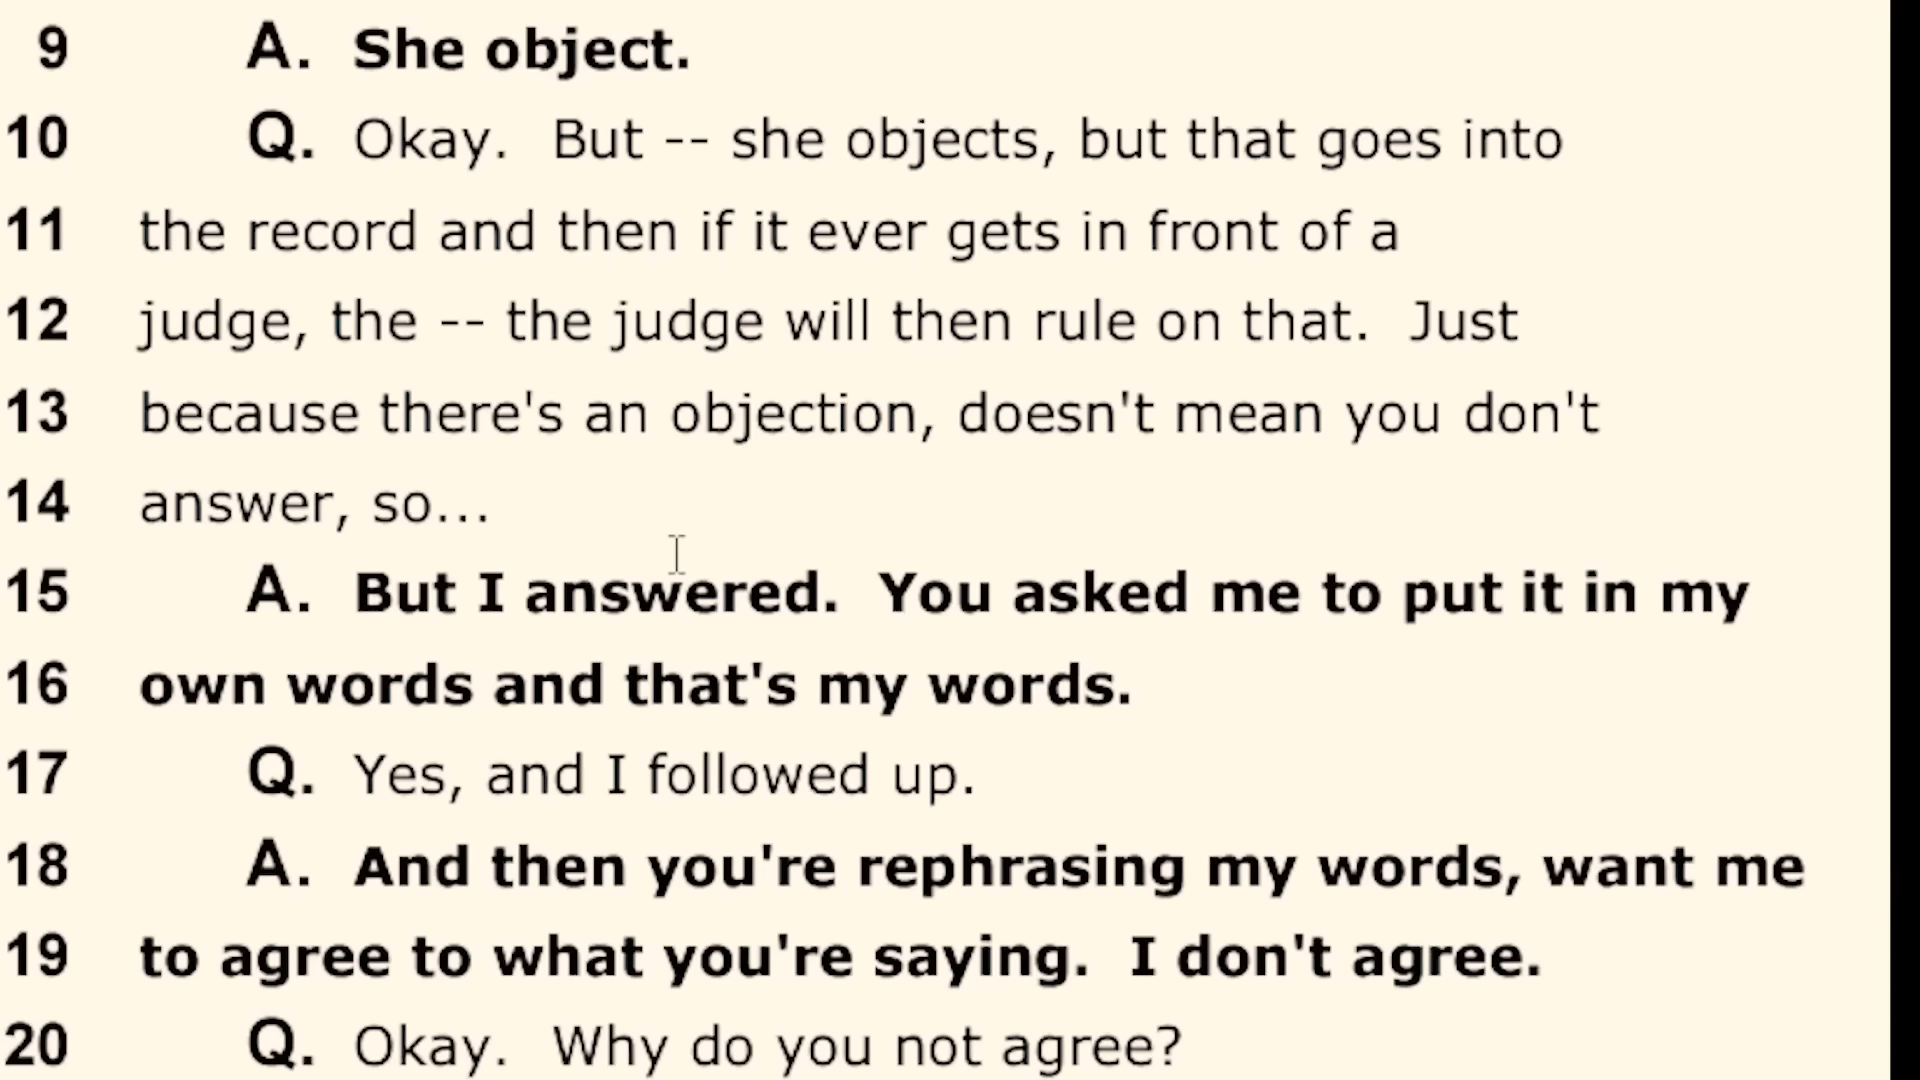 9 A. She object.
10 Q. Okay. But -- she objects, but that goes into
11 the record and then if it ever gets in front of a
12 judge, the -- the judge will then rule on that. Just
13 because there's an objection, doesn't mean you don't
14 answer, so...
15 A. But I answered. You asked me to put it in my
16 own words and that's my words.
17 Q. Yes, and I followed up.
18 A. And then you're rephrasing my words, want me
19 to agree to what you're saying. I don't agree.
20 Q. Okay. Why do you not agree?